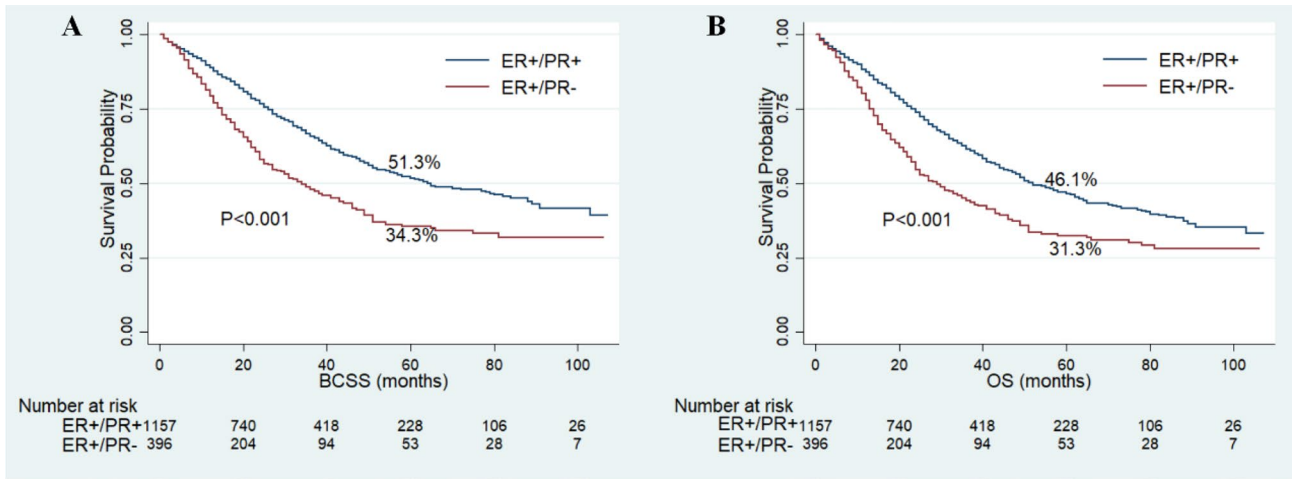 A
Survival Probability
1.00
0.75
0.50
0.25
0.00
ER+/PR+
ER+/PR-
51.3%
P<0.001
34.3%
0 20 40 60 80 100
BCSS (months)
Number at risk
ER+/PR+ 1157 740 418 228 106 26
ER+/PR- 396 204 94 53 28 7
B
Survival Probability
1.00
0.75
0.50
0.25
0.00
ER+/PR+
ER+/PR-
46.1%
P<0.001
31.3%
0 20 40 60 80 100
OS (months)
Number at risk
ER+/PR+ 1157 740 418 228 106 26
ER+/PR- 396 204 94 53 28 7